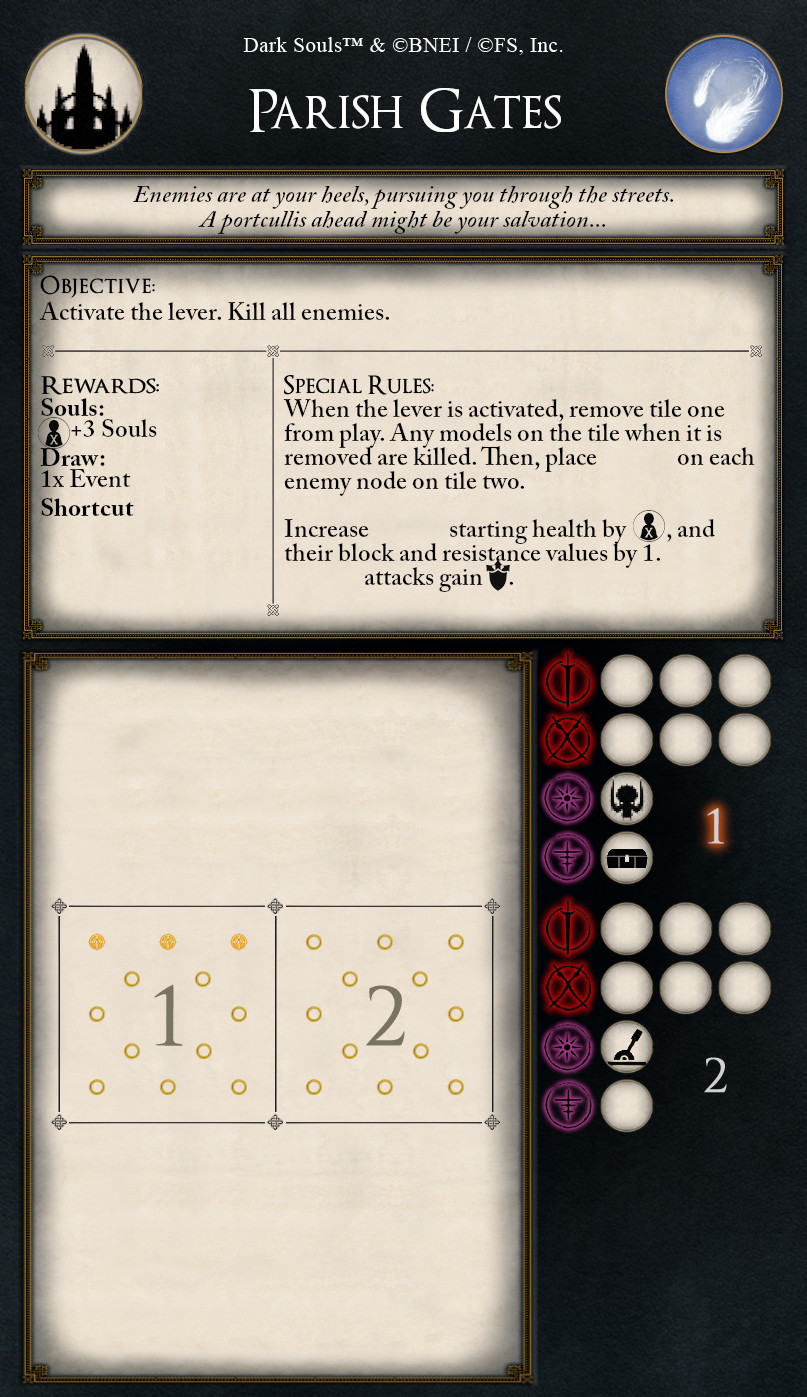 Dark Souls™ & ©BNEI / ©FS, Inc.
Parish Gates
Enemies are at your heels, pursuing you through the streets.
A portcullis ahead might be your salvation...
Objective:
Activate the lever. Kill all enemies.
Rewards:
Souls:
X +3 Souls
Draw:
1x Event
Shortcut
Special Rules:
When the lever is activated, remove tile one
from play. Any models on the tile when it is
removed are killed. Then, place on each
enemy node on tile two.
Increase starting health by X, and
their block and resistance values by 1.
attacks gain .
1
2
1
2